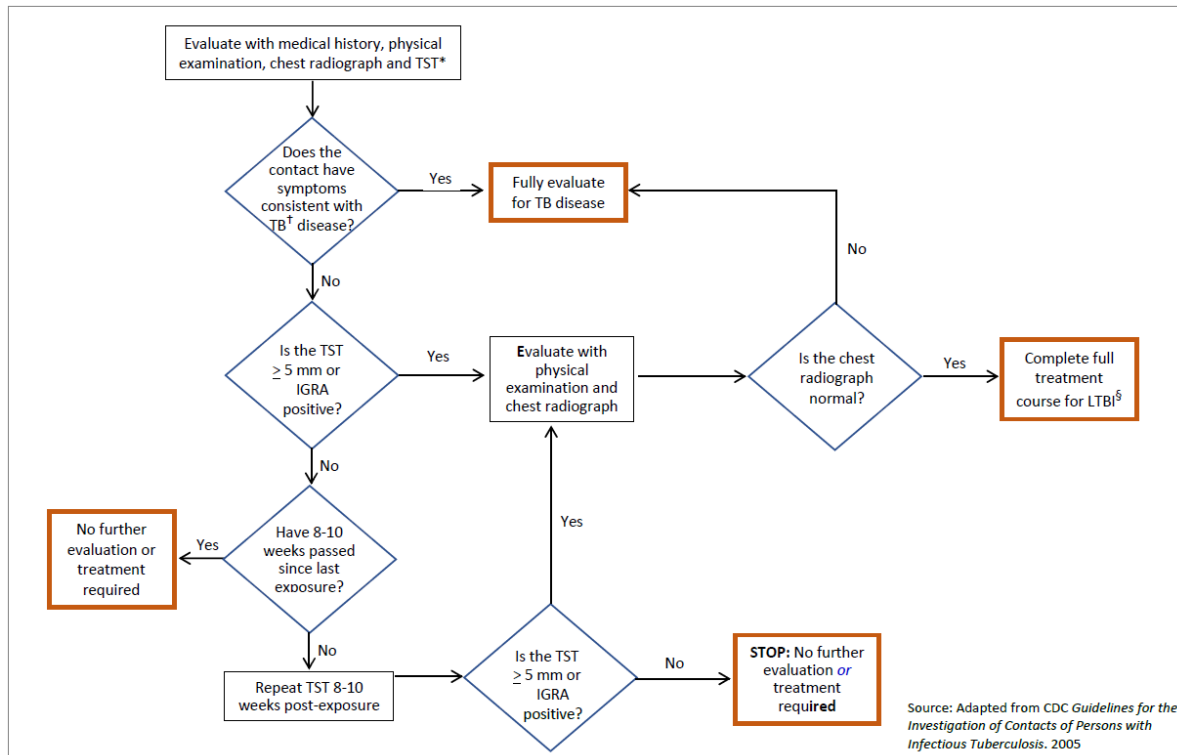 Evaluate with medical history, physical
examination, chest radiograph and TST*
Does the
contact have
symptoms
consistent with
TB† disease?
Yes
Fully evaluate
for TB disease
No
No
Is the TST
≥ 5 mm or
IGRA
positive?
Yes
Evaluate with
physical
examination and
chest radiograph
Is the chest
radiograph
normal?
Yes
Complete full
treatment
course for LTBI§
No
Have 8-10
weeks passed
since last
exposure?
Yes
No further
evaluation or
treatment
required
Yes
No
Repeat TST 8-10
weeks post-exposure
Is the TST
≥ 5 mm or
IGRA
positive?
No
STOP: No further
evaluation or
treatment
required
Source: Adapted from CDC Guidelines for the
Investigation of Contacts of Persons with
Infectious Tuberculosis. 2005